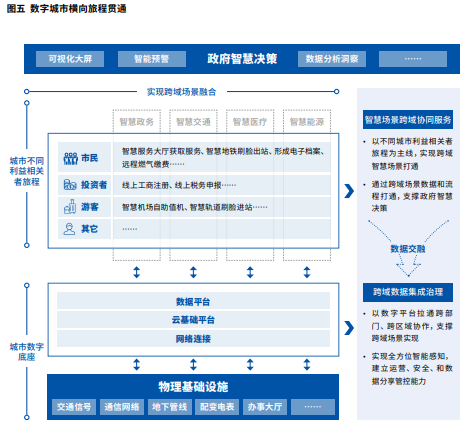 图五 数字城市横向旅程贯通
可视化大屏
智能预警
政府智慧决策
数据分析洞察
……
实现跨域场景融合
智慧政务
智慧交通
智慧医疗
智慧能源
城市不同
利益相关
者旅程
市民
智慧服务大厅获取服务、智慧地铁刷脸出站、形成电子档案、
远程燃气缴费……
投资者
线上工商注册、线上税务申报……
游客
智慧机场自助值机、智慧轨道刷脸进站……
其它
……
城市数字
底座
数据平台
云基础平台
网络连接
物理基础设施
交通信号
通信网络
地下管线
配变电表
办事大厅
……
智慧场景跨域协同服务
• 以不同城市利益相关者
旅程为主线，实现跨域
智慧场景打通
• 通过跨域场景数据和流
程打通，支撑政府智慧
决策
数据交融
跨域数据集成治理
• 以数字平台拉通跨部
门、跨区域协作，支撑
跨域场景实现
• 实现全方位智能感知，
建立运营、安全、和数
据分享管控能力